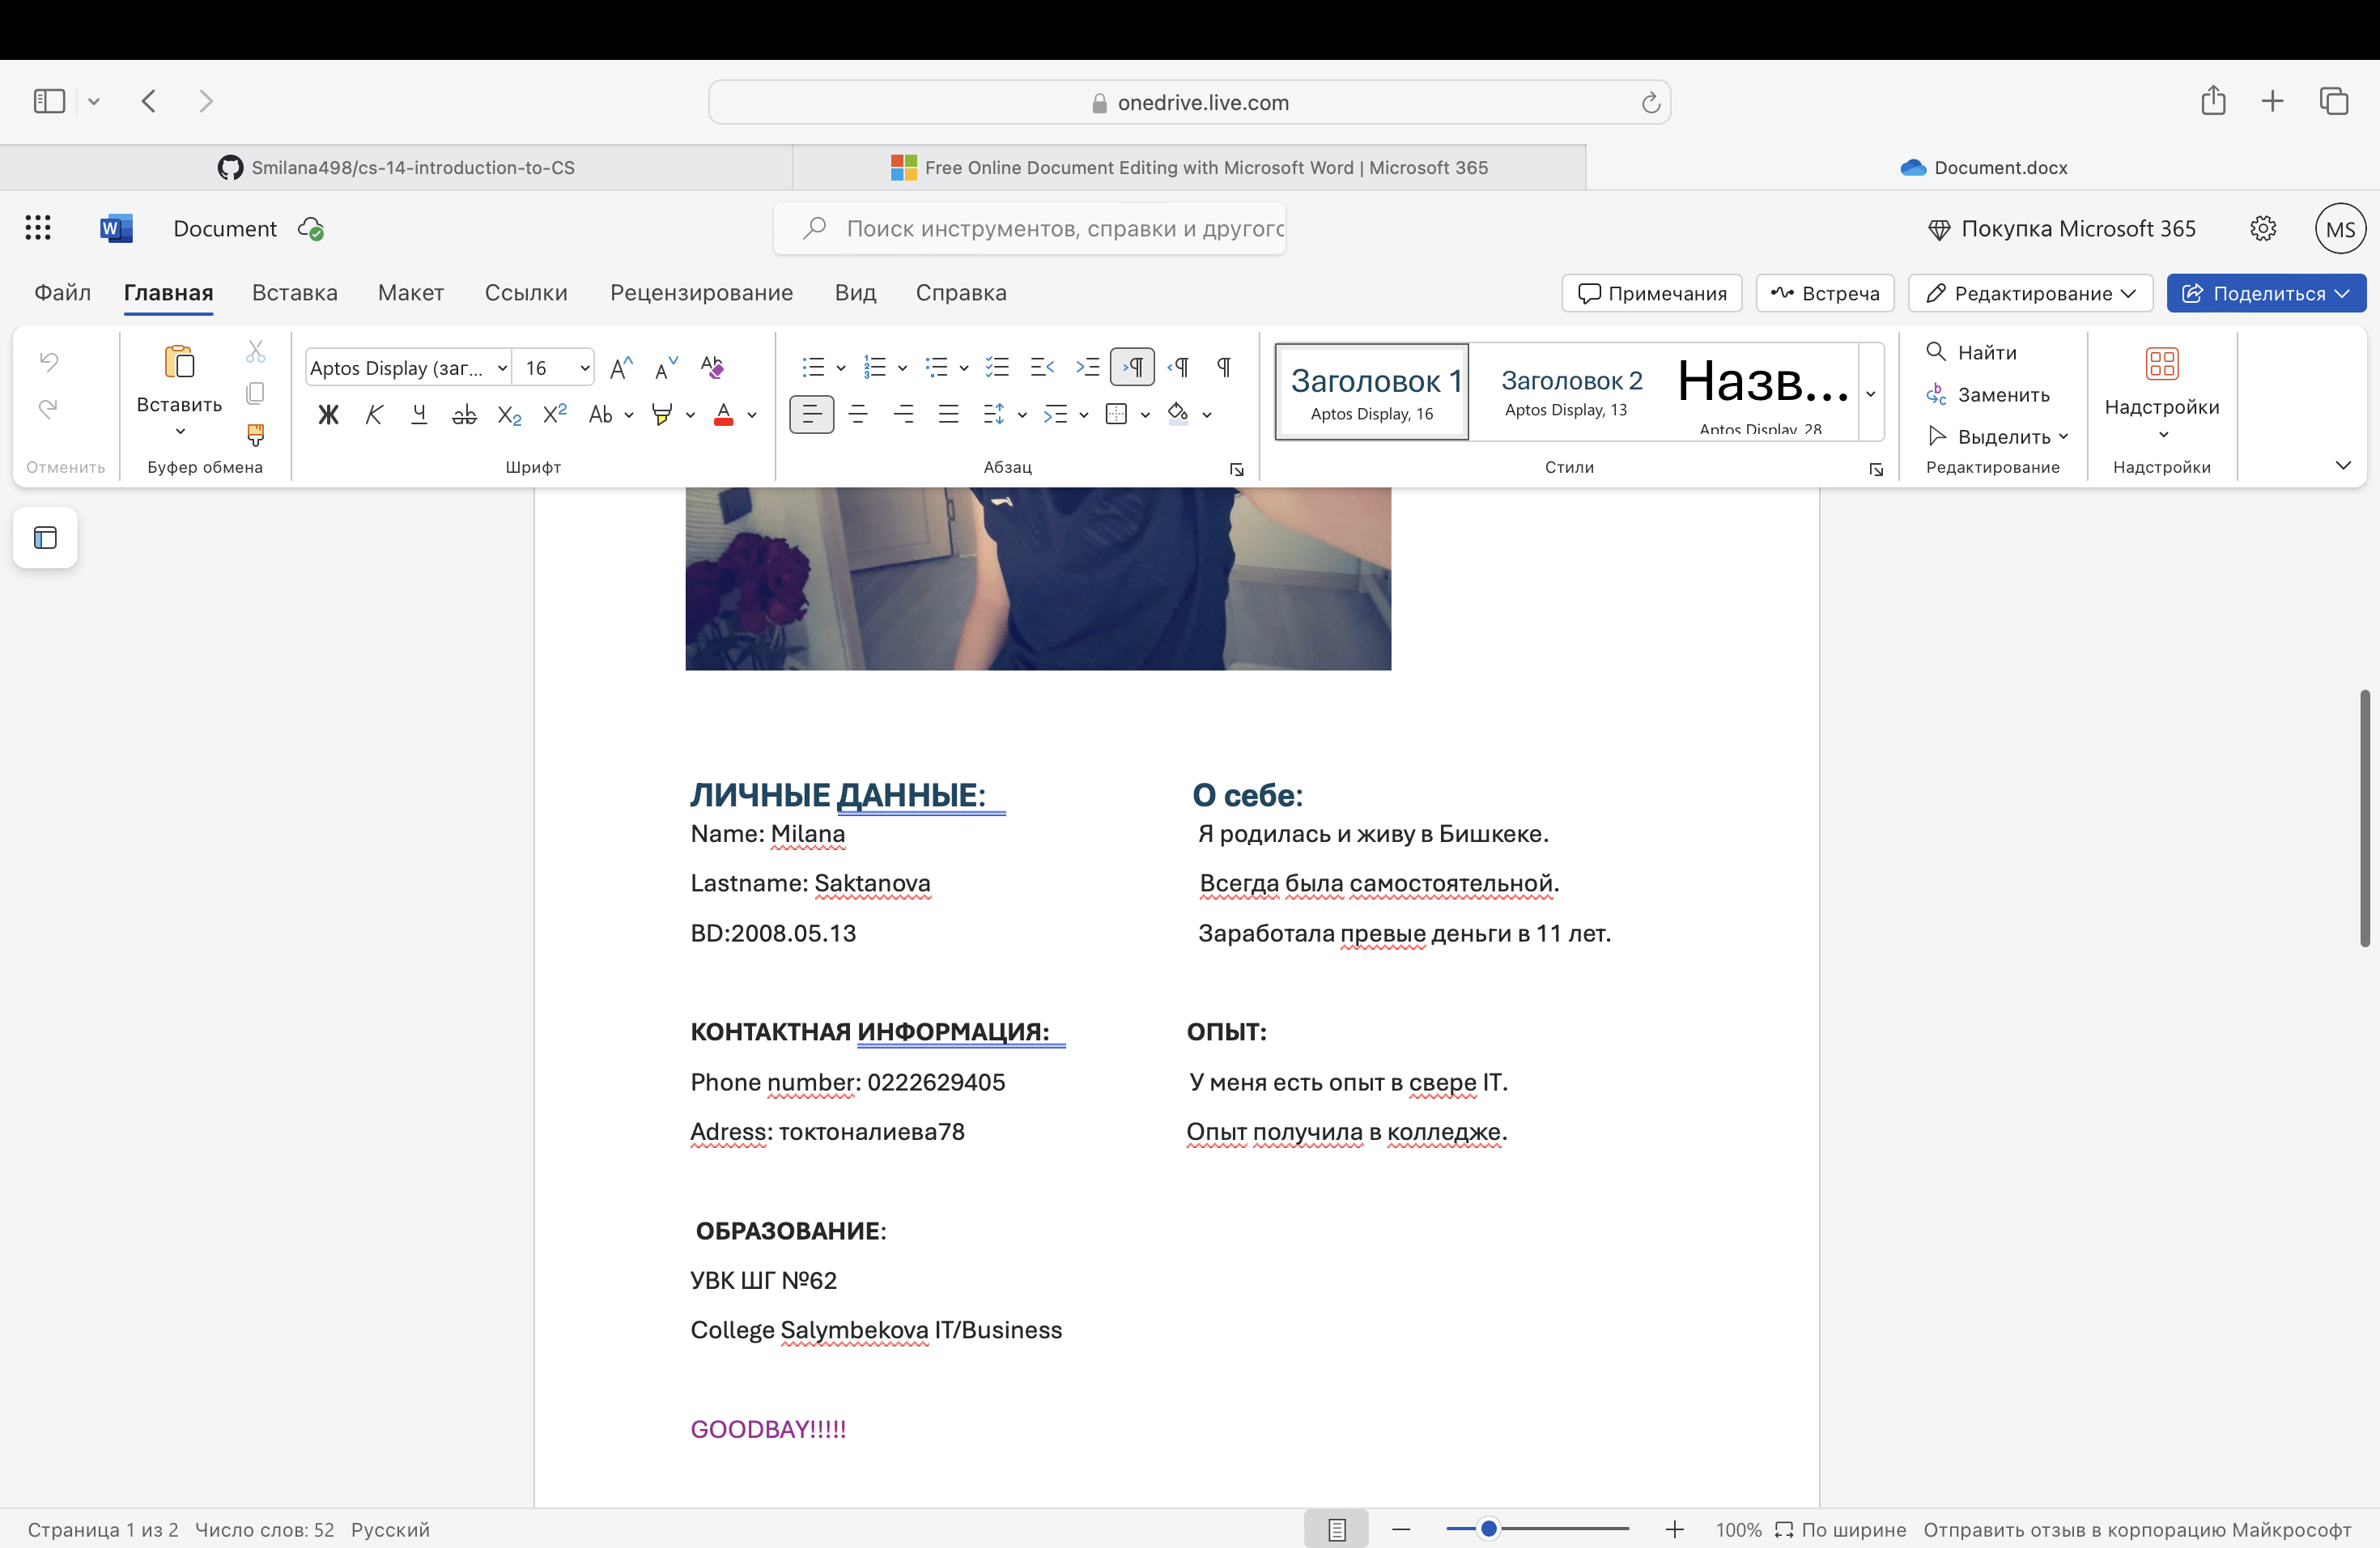 onedrive.live.com
Smilana498/cs-14-introduction-to-CS
Free Online Document Editing with Microsoft Word | Microsoft 365
Document.docx
W Document
Поиск инструментов, справки и другого
Покупка Microsoft 365
MS
Файл Главная Вставка Макет Ссылки Рецензирование Вид Справка
Примечания Встреча Редактирование Поделиться
Вставить
Aptos Display (заг... 16
Ж К Ч ab X2 X2 Ab A
Заголовок 1
Aptos Display, 16
Заголовок 2
Aptos Display, 13
Назв...
Aptos Display, 28
Найти
Заменить
Выделить
Надстройки
Отменить Буфер обмена Шрифт Абзац Стили Редактирование Надстройки
ЛИЧНЫЕ ДАННЫЕ: О себе:
Name: Milana Я родилась и живу в Бишкеке.
Lastname: Saktanova Всегда была самостоятельной.
BD:2008.05.13 Заработала превые деньги в 11 лет.
КОНТАКТНАЯ ИНФОРМАЦИЯ: ОПЫТ:
Phone number: 0222629405 У меня есть опыт в свере IT.
Adress: токтоналиева78 Опыт получила в колледже.
ОБРАЗОВАНИЕ:
УВК ШГ №62
College Salymbekova IT/Business
GOODBAY!!!!!
Страница 1 из 2 Число слов: 52 Русский 100% По ширине Отправить отзыв в корпорацию Майкрософт